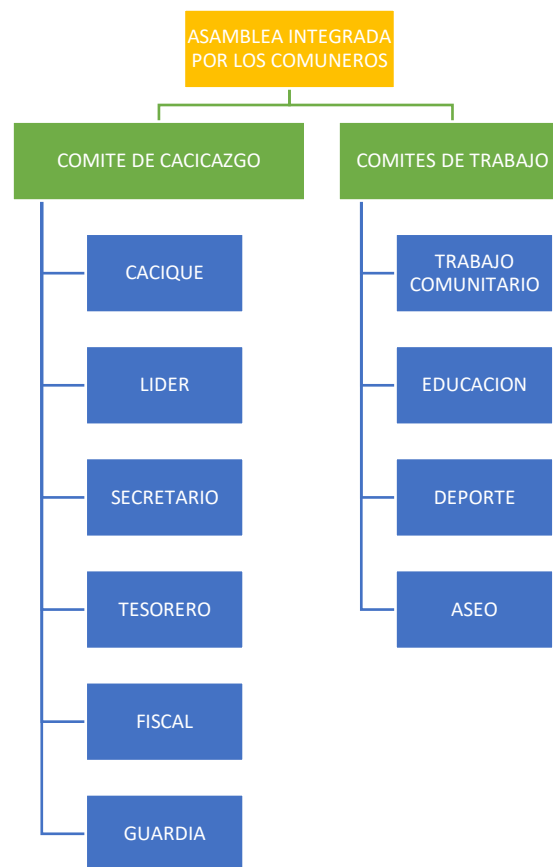 ASAMBLEA INTEGRADA
POR LOS COMUNEROS
COMITE DE CACICAZGO
CACIQUE
LIDER
SECRETARIO
TESORERO
FISCAL
GUARDIA
COMITES DE TRABAJO
TRABAJO
COMUNITARIO
EDUCACION
DEPORTE
ASEO